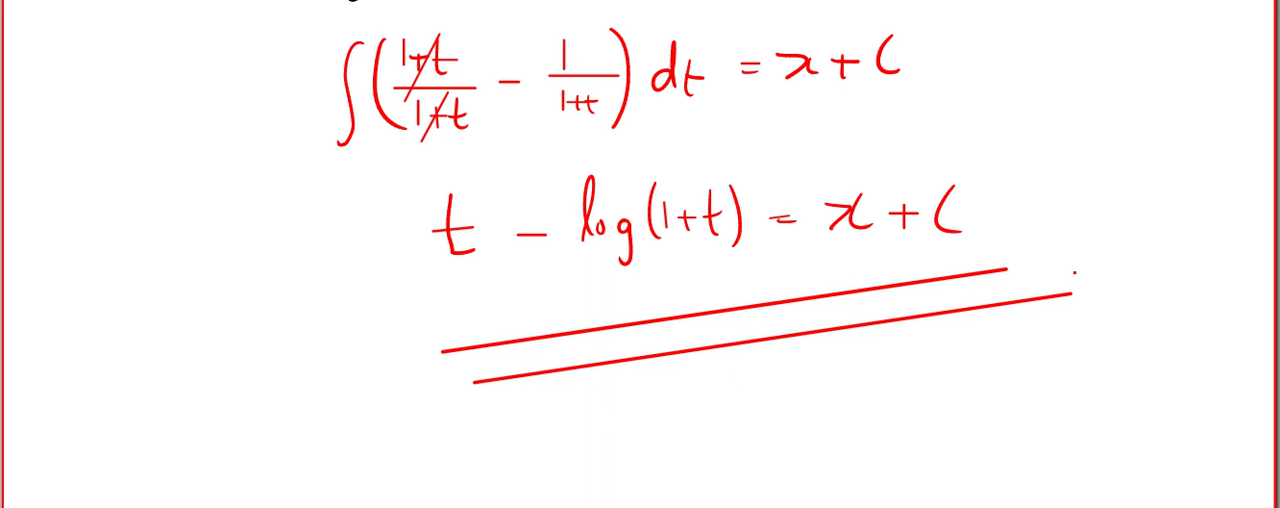 ∫((1+t)/(1+t) - 1/(1+t)) dt = x + C
t - log(1+t) = x + C